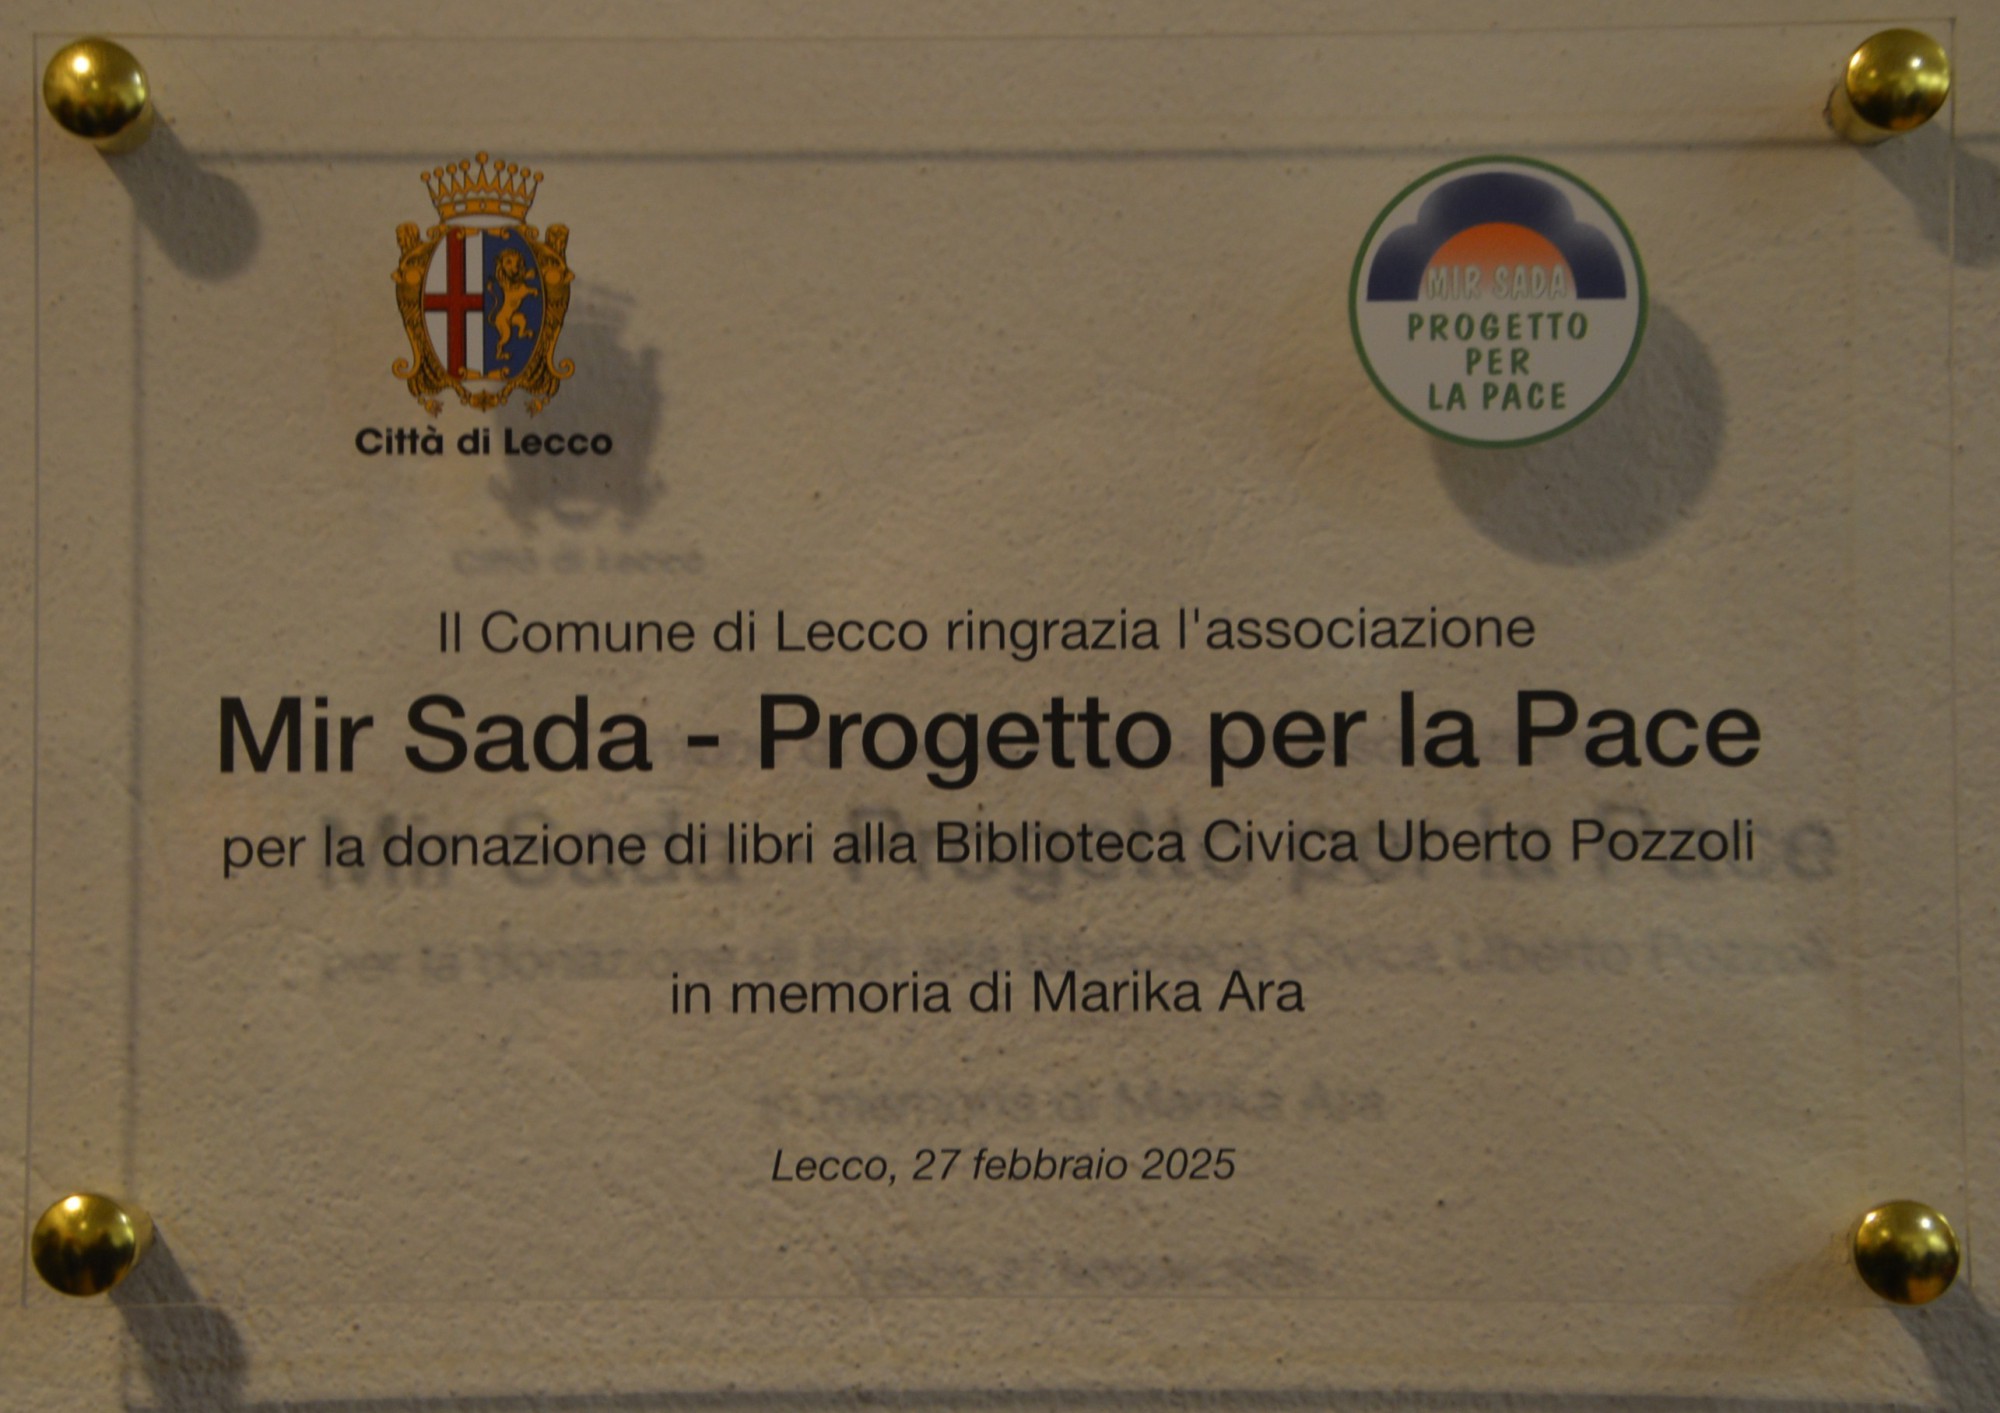 Città di Lecco
MIR SADA
PROGETTO
PER
LA PACE
Il Comune di Lecco ringrazia l'associazione
Mir Sada - Progetto per la Pace
per la donazione di libri alla Biblioteca Civica Uberto Pozzoli
in memoria di Marika Ara
Lecco, 27 febbraio 2025